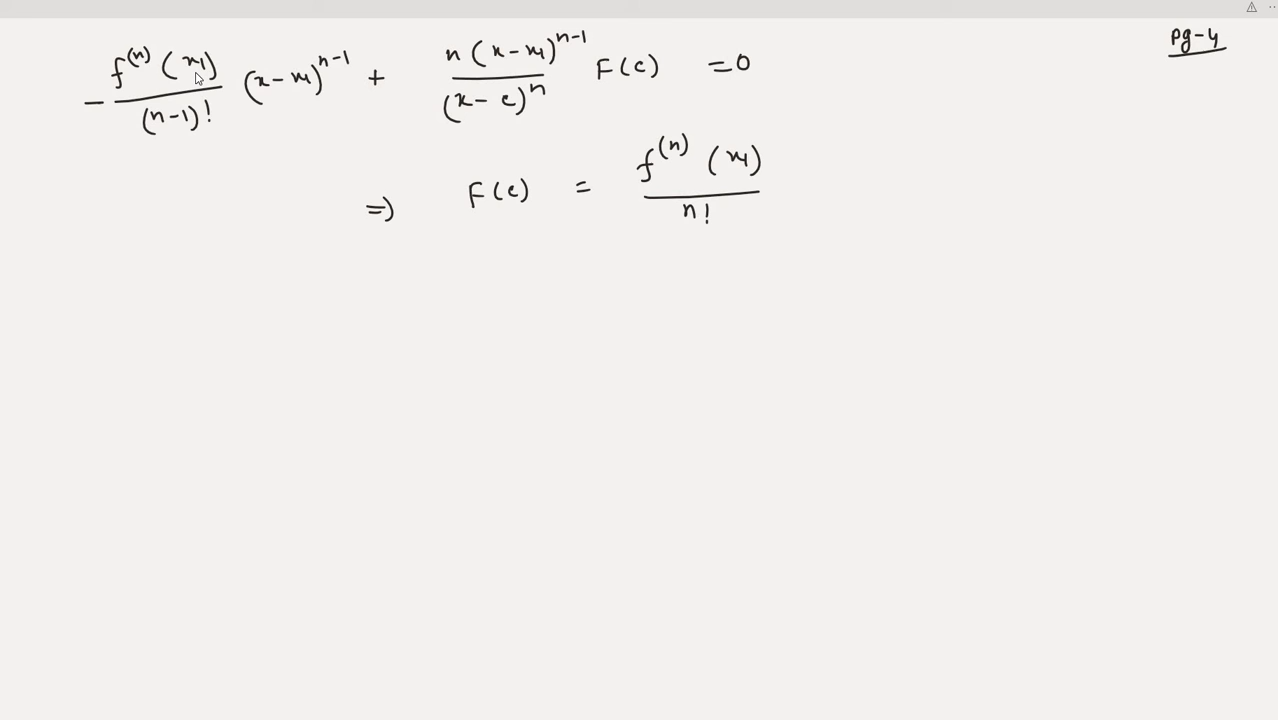 Pg-4
- f^(n) (x₁) / (n-1)! (x - x₁)^(n-1) + n (x - x₁)^(n-1) / (x - c)^n F(c) = 0
⇒ F(c) = f^(n) (x₁) / n!